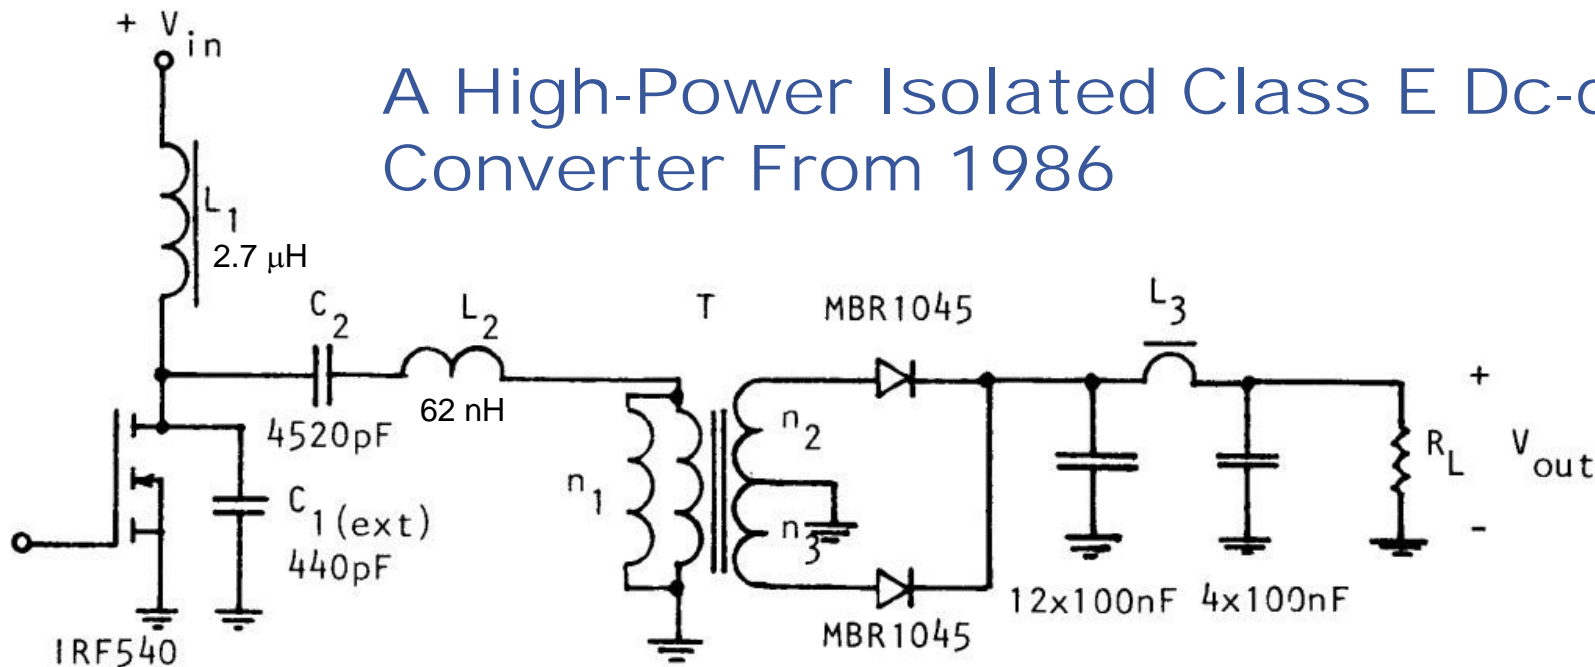 + Vin
A High-Power Isolated Class E Dc-d
Converter From 1986
L1
2.7 μH
C2
L2
T
MBR1045
L3
4520pF
62 nH
n1
n2
n3
C1(ext)
440pF
+
RL
Vout
-
12x100nF
4x100nF
IRF540
MBR1045